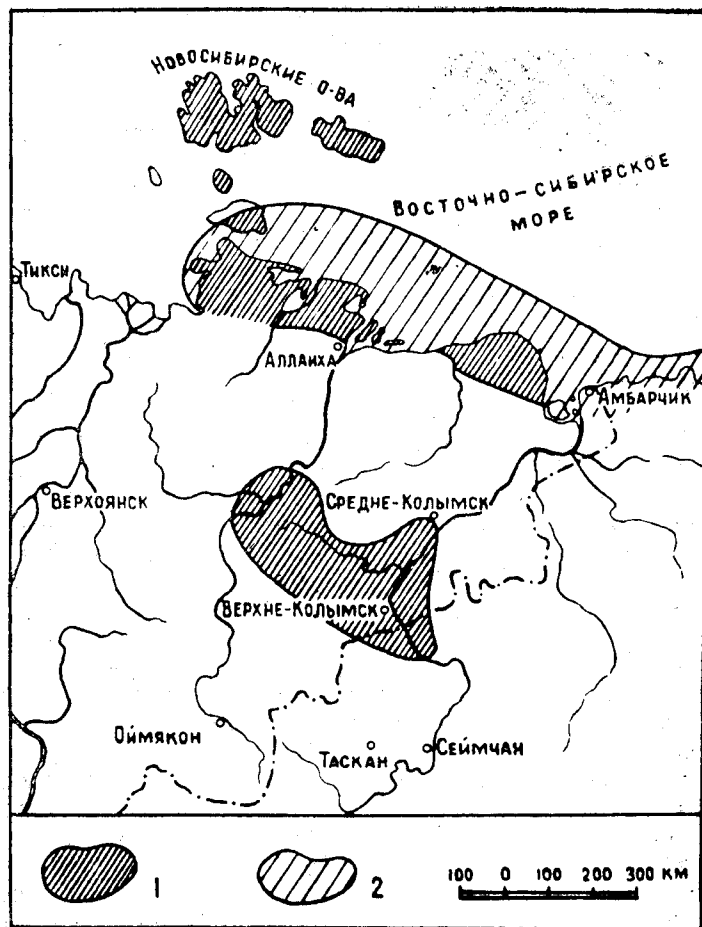 Новосибирские о-ва
Восточно-Сибирское
море
Тикси
Аллаиха
Амбарчик
Верхоянск
Средне-Колымск
Верхне-Колымск
Оймякон
Таскан
Сеймчан
1
2
100 0 100 200 300 км